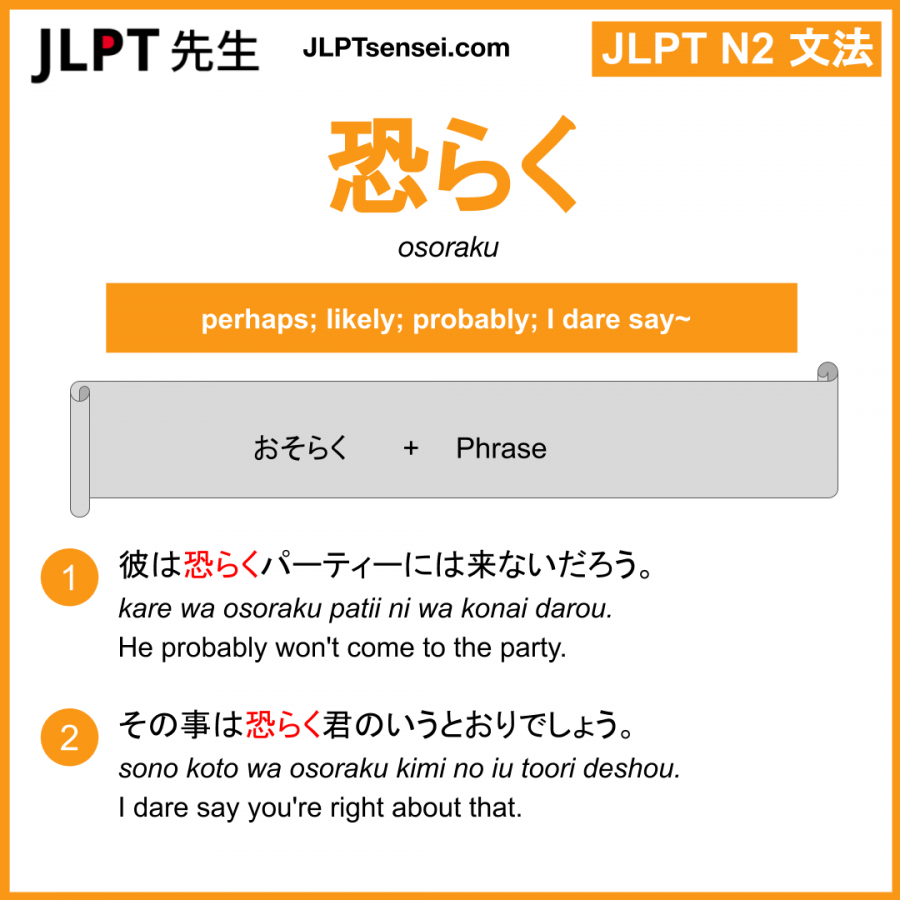 JLPT 先生
JLPTsensei.com
JLPT N2 文法
恐らく
osoraku
perhaps; likely; probably; I dare say~
おそらく + Phrase
1
彼は恐らくパーティーには来ないだろう。
kare wa osoraku patii ni wa konai darou.
He probably won't come to the party.
2
その事は恐らく君のいうとおりでしょう。
sono koto wa osoraku kimi no iu toori deshou.
I dare say you're right about that.